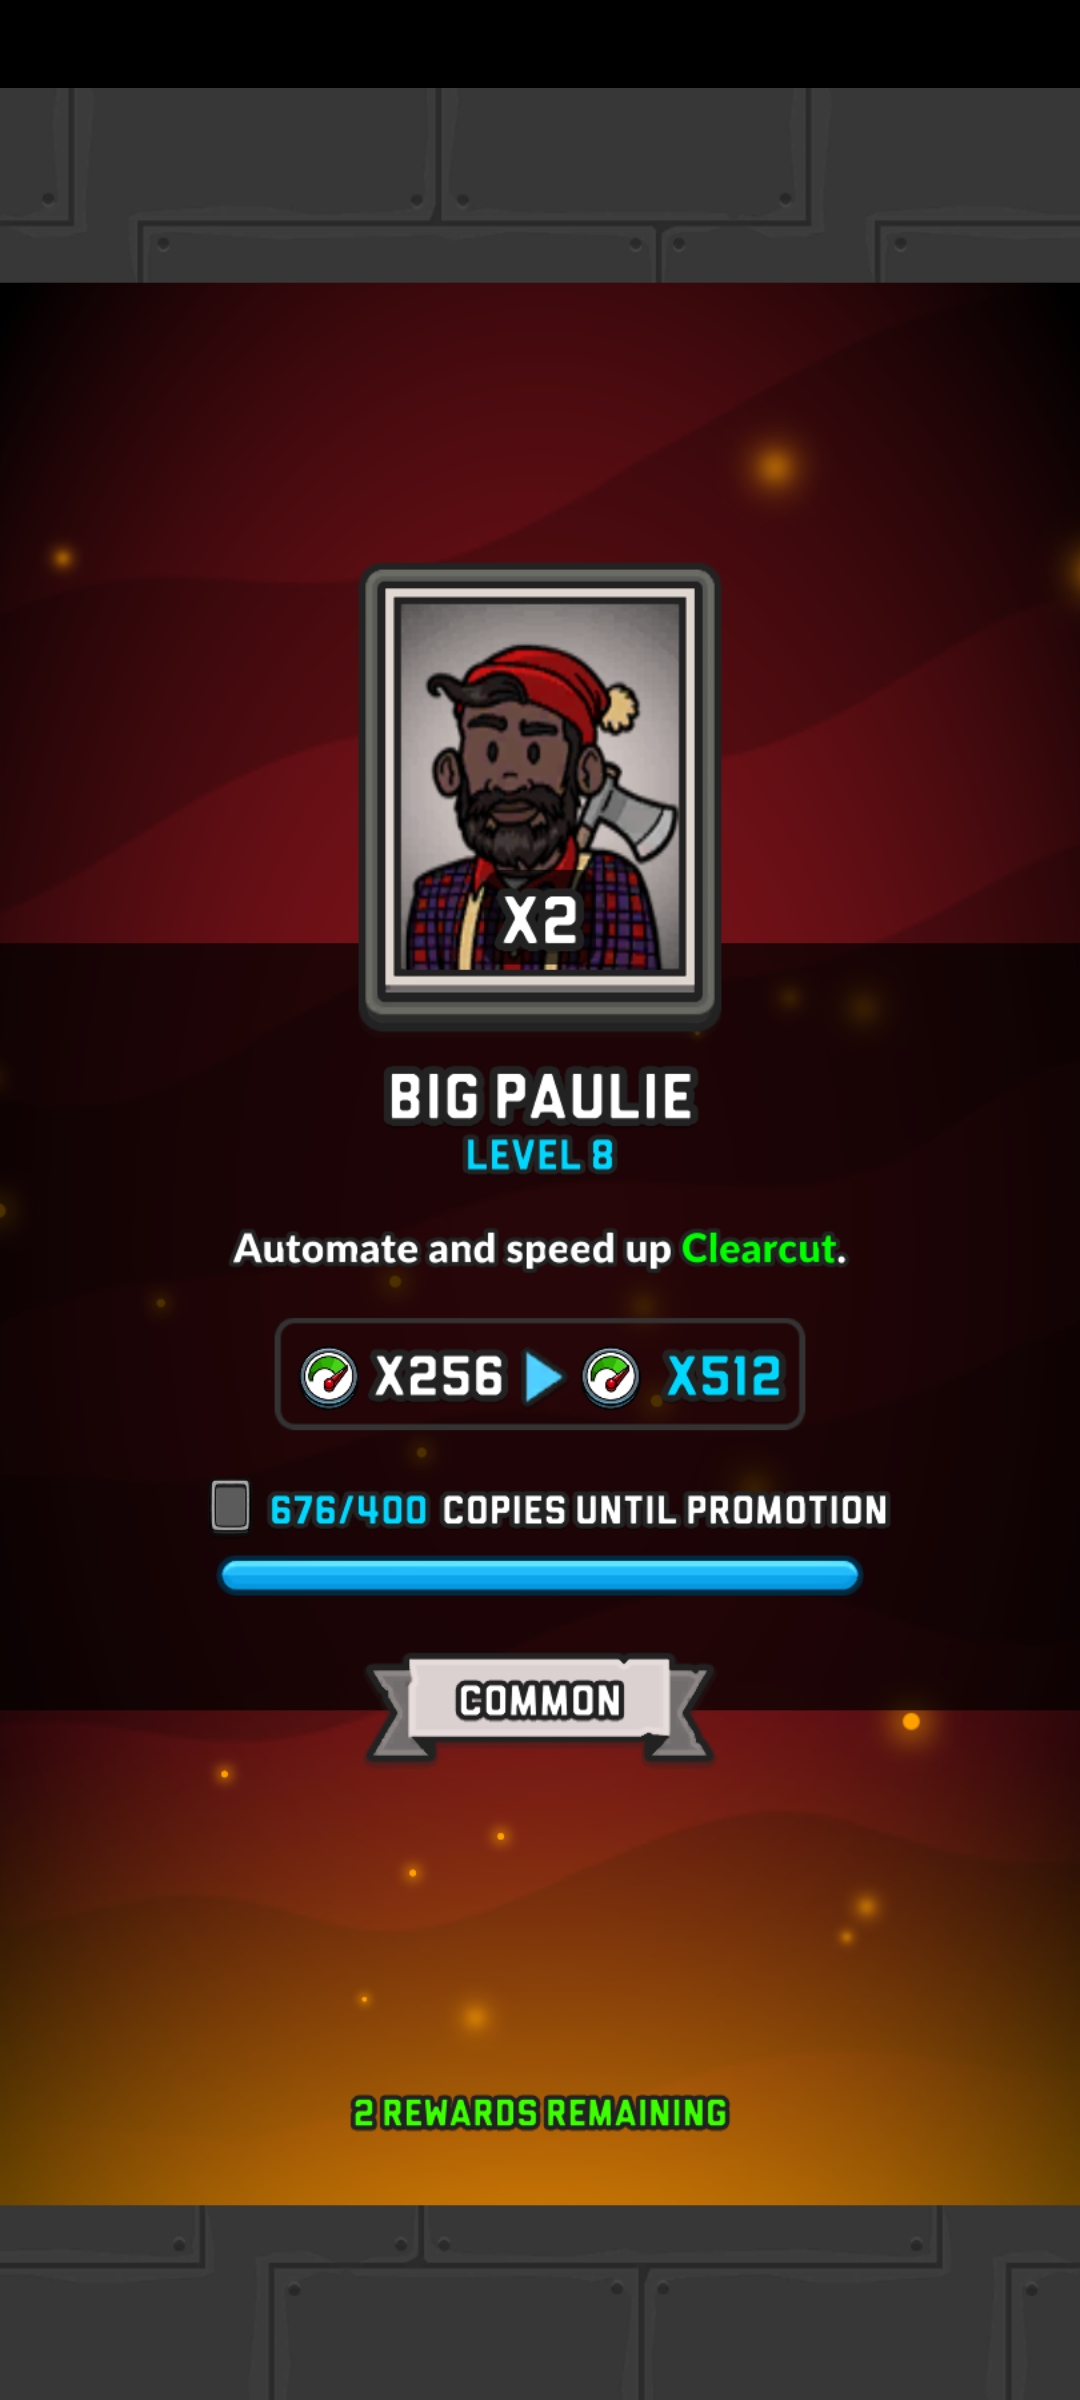 X2
BIG PAULIE
LEVEL 8
Automate and speed up Clearcut.
X256 X512
676/400 COPIES UNTIL PROMOTION
COMMON
2 REWARDS REMAINING